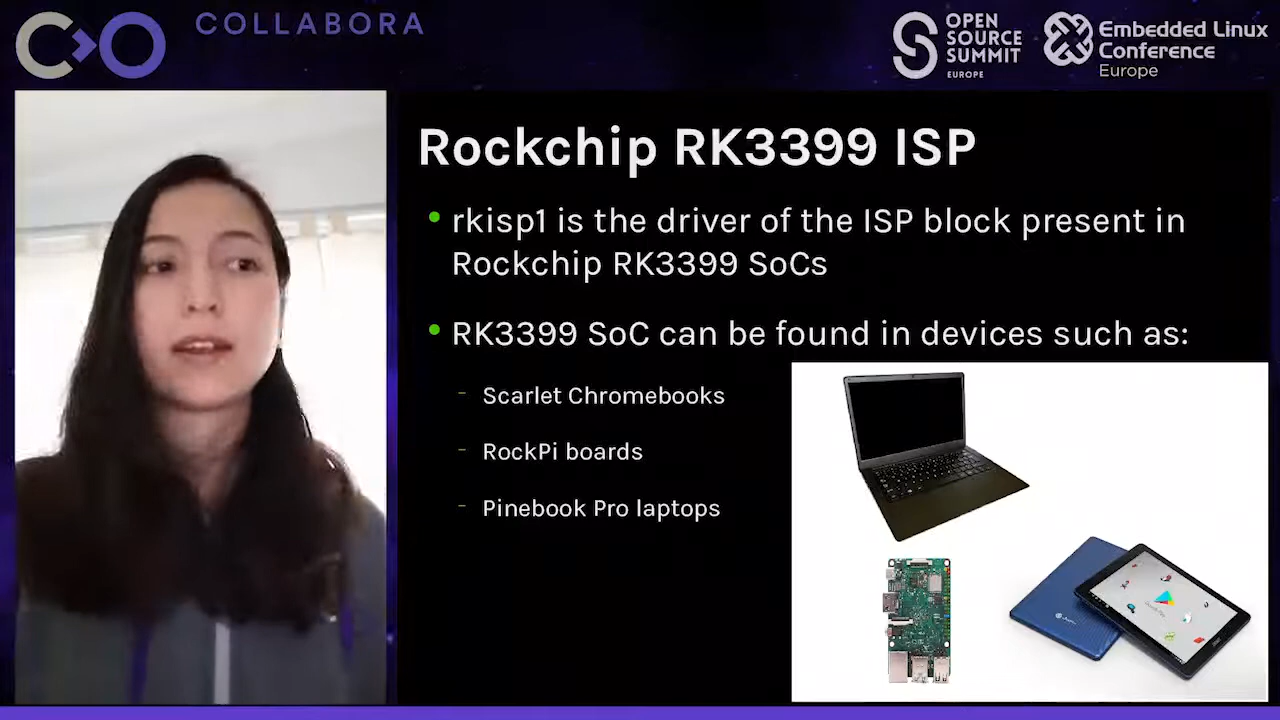 COLLABORA
OPEN
SOURCE
SUMMIT
EUROPE
Embedded Linux
Conference
Europe
Rockchip RK3399 ISP
• rkisp1 is the driver of the ISP block present in
Rockchip RK3399 SoCs
• RK3399 SoC can be found in devices such as:
- Scarlet Chromebooks
- RockPi boards
- Pinebook Pro laptops